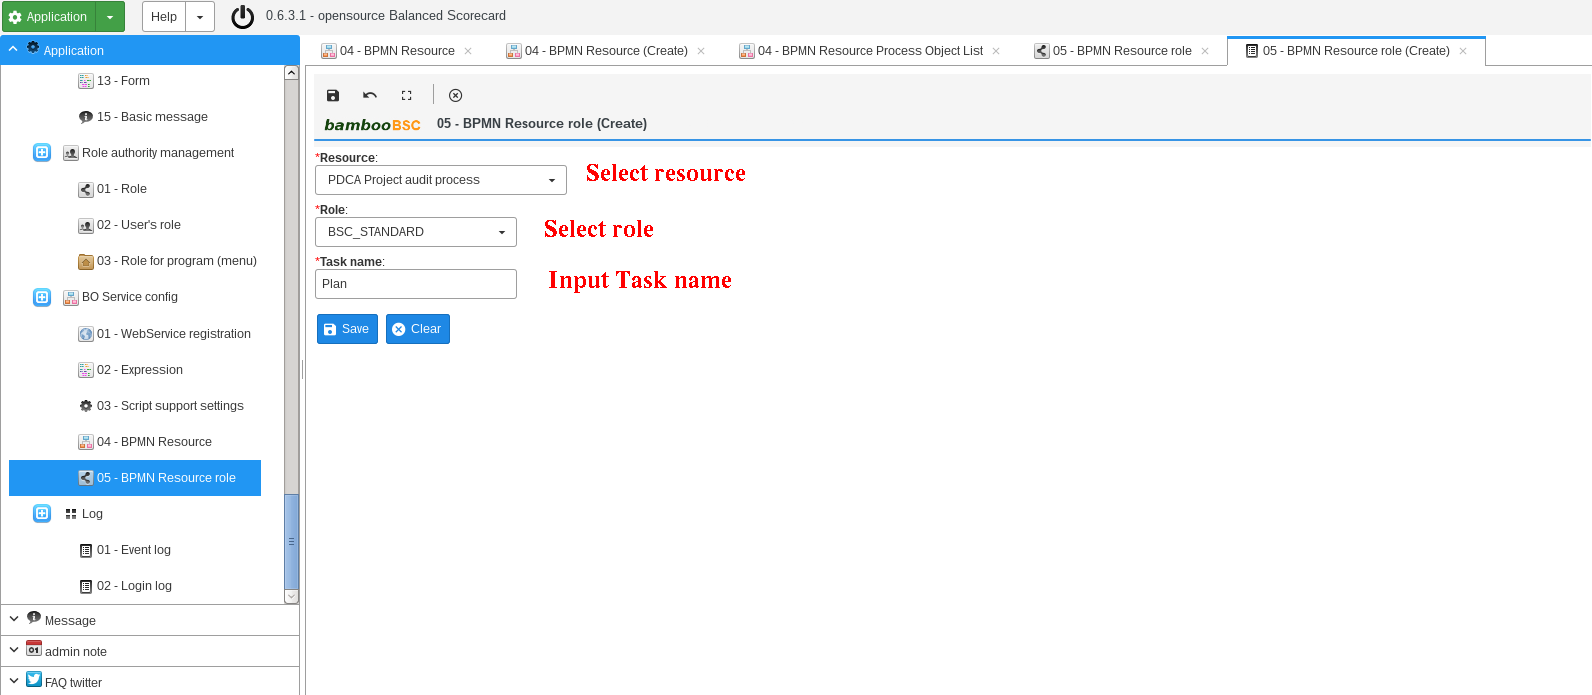 Application
Help
0.6.3.1 - opensource Balanced Scorecard
Application
13 - Form
15 - Basic message
Role authority management
01 - Role
02 - User's role
03 - Role for program (menu)
BO Service config
01 - WebService registration
02 - Expression
03 - Script support settings
04 - BPMN Resource
05 - BPMN Resource role
Log
01 - Event log
02 - Login log
Message
admin note
FAQ twitter
04 - BPMN Resource
04 - BPMN Resource (Create)
04 - BPMN Resource Process Object List
05 - BPMN Resource role
05 - BPMN Resource role (Create)
bambooBSC 05 - BPMN Resource role (Create)
*Resource:
PDCA Project audit process
Select resource
*Role:
BSC_STANDARD
Select role
*Task name:
Plan
Input Task name
Save
Clear